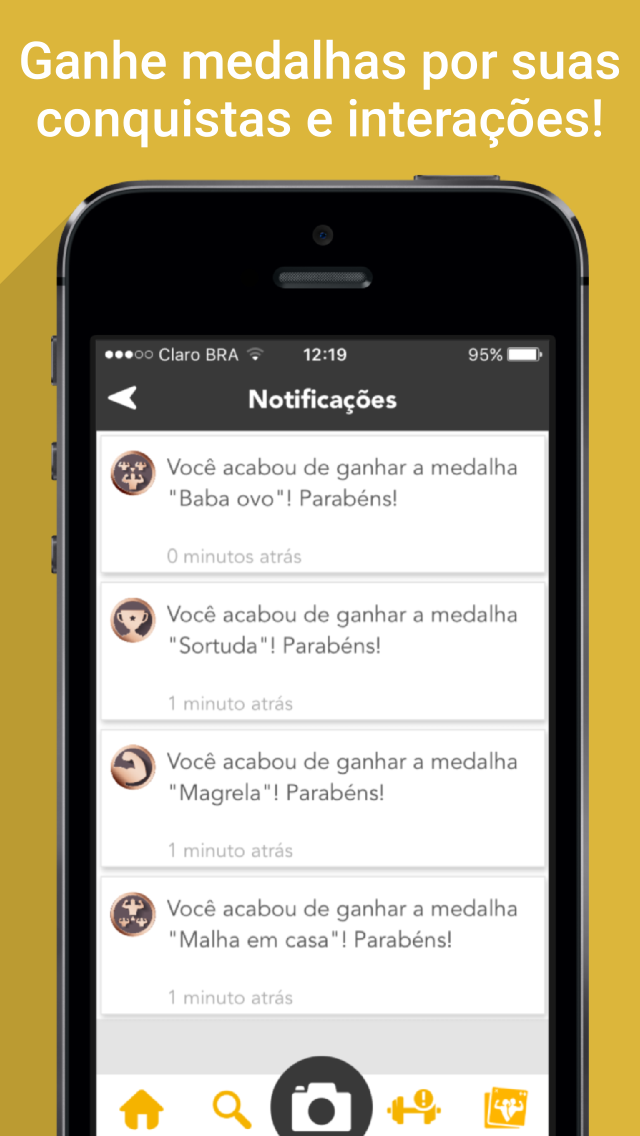 Ganhe medalhas por suas
conquistas e interações!
Claro BRA 12:19 95%
Notificações
Você acabou de ganhar a medalha
"Baba ovo"! Parabéns!
0 minutos atrás
Você acabou de ganhar a medalha
"Sortuda"! Parabéns!
1 minuto atrás
Você acabou de ganhar a medalha
"Magrela"! Parabéns!
1 minuto atrás
Você acabou de ganhar a medalha
"Malha em casa"! Parabéns!
1 minuto atrás